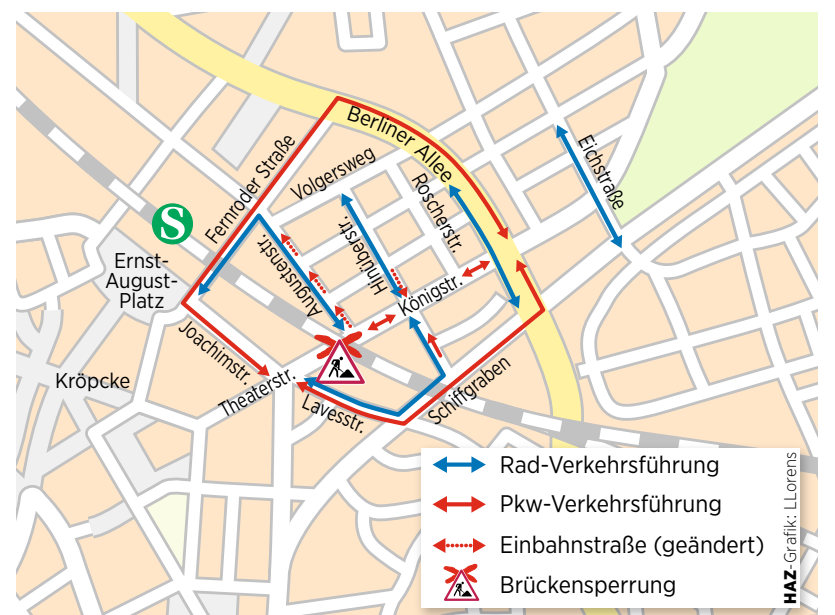 Berliner Allee
Fernroder Straße
Volgersweg
Eichstraße
Roscherstr.
S
Hinüberstr.
Augustenstr.
Ernst-
August-
Platz
Königstr.
Joachimstr.
Kröpcke
Theaterstr.
Lavesstr.
Schiffgraben
Rad-Verkehrsführung
Pkw-Verkehrsführung
Einbahnstraße (geändert)
Brückensperrung
HAZ-Grafik: LLorens